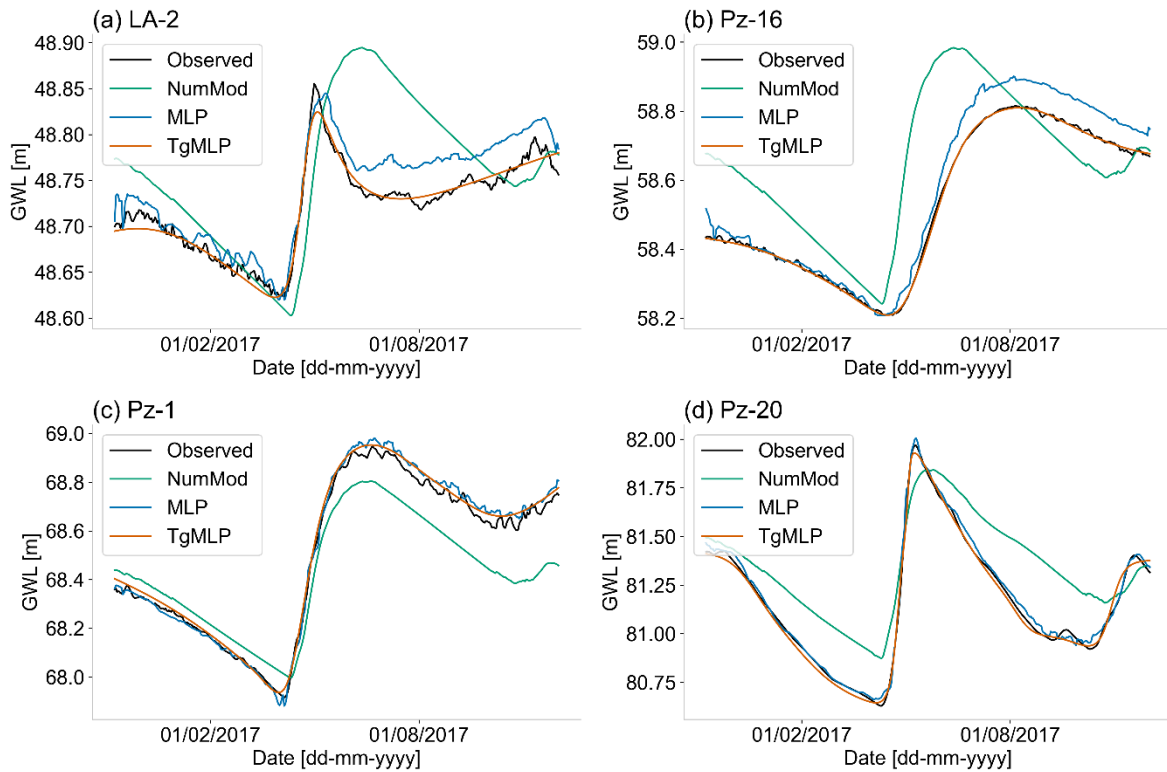 (a) LA-2
48.90
48.85
48.80
48.75
48.70
48.65
48.60
GWL [m]
Observed
NumMod
MLP
TgMLP
01/02/2017
01/08/2017
Date [dd-mm-yyyy]
(b) Pz-16
59.0
58.8
58.6
58.4
58.2
GWL [m]
Observed
NumMod
MLP
TgMLP
01/02/2017
01/08/2017
Date [dd-mm-yyyy]
(c) Pz-1
69.0
68.8
68.6
68.4
68.2
68.0
GWL [m]
Observed
NumMod
MLP
TgMLP
01/02/2017
01/08/2017
Date [dd-mm-yyyy]
(d) Pz-20
82.00
81.75
81.50
81.25
81.00
80.75
GWL [m]
Observed
NumMod
MLP
TgMLP
01/02/2017
01/08/2017
Date [dd-mm-yyyy]